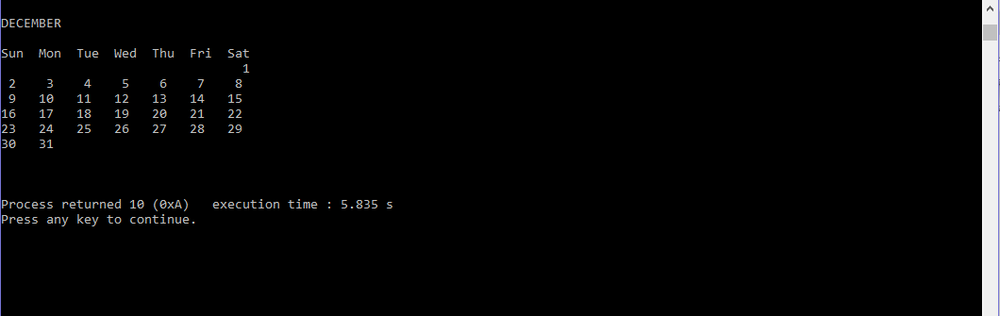 DECEMBER
Sun  Mon  Tue  Wed  Thu  Fri  Sat
                                1
 2    3    4    5    6    7    8
 9   10   11   12   13   14   15
16   17   18   19   20   21   22
23   24   25   26   27   28   29
30   31
Process returned 10 (0xA)   execution time : 5.835 s
Press any key to continue.